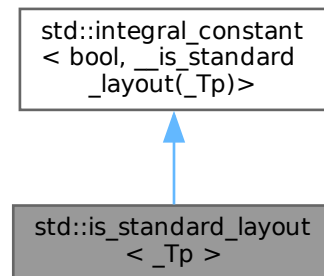 std::integral_constant
< bool, __is_standard
_layout(_Tp)>
std::is_standard_layout
< _Tp >